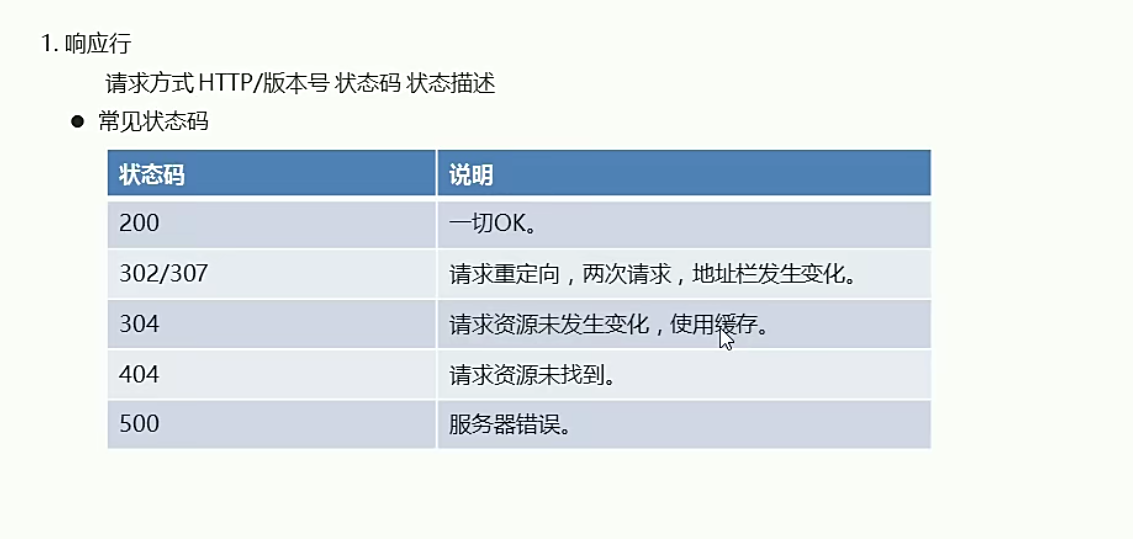 1. 响应行
请求方式 HTTP/版本号 状态码 状态描述
● 常见状态码
状态码 说明
200 一切OK。
302/307 请求重定向，两次请求，地址栏发生变化。
304 请求资源未发生变化，使用缓存。
404 请求资源未找到。
500 服务器错误。